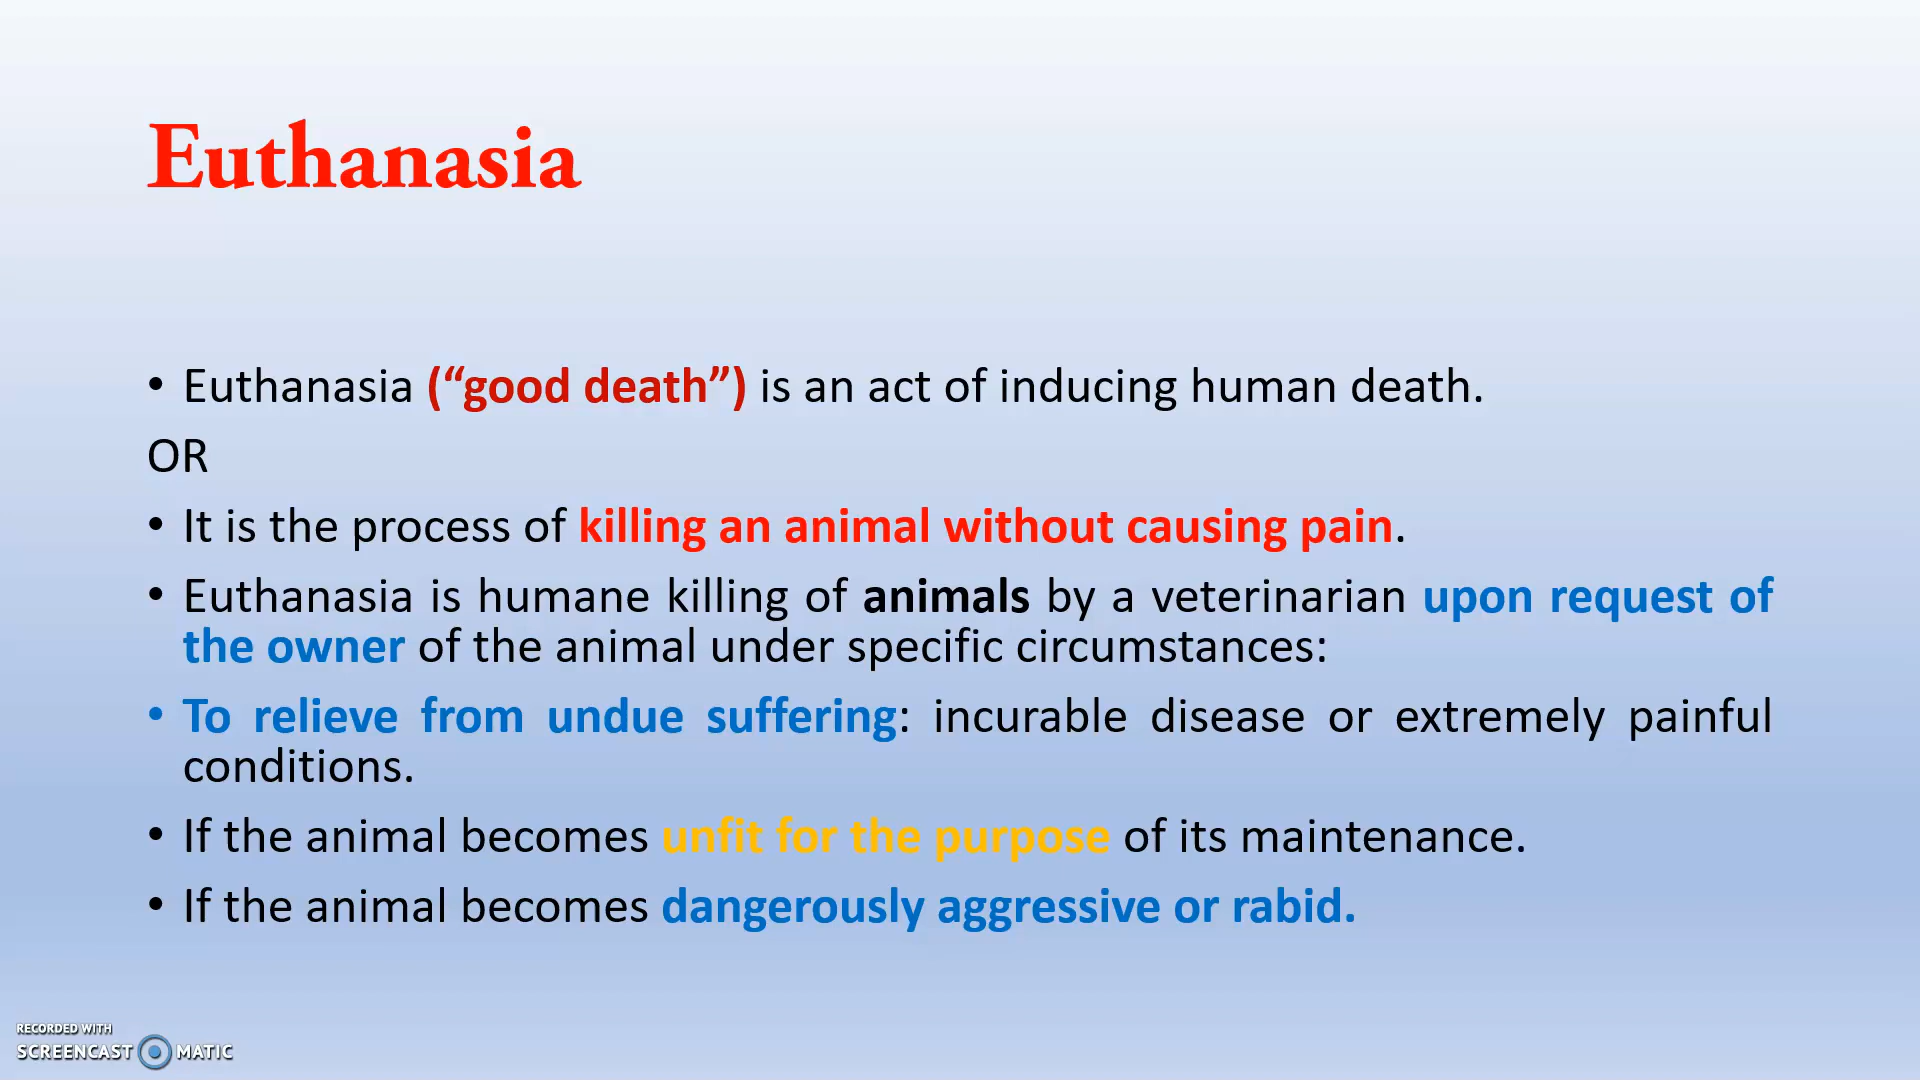 Euthanasia
• Euthanasia (“good death”) is an act of inducing human death.
OR
• It is the process of killing an animal without causing pain.
• Euthanasia is humane killing of animals by a veterinarian upon request of
the owner of the animal under specific circumstances:
• To relieve from undue suffering: incurable disease or extremely painful
conditions.
• If the animal becomes unfit for the purpose of its maintenance.
• If the animal becomes dangerously aggressive or rabid.
RECORDED WITH
SCREENCAST MATIC